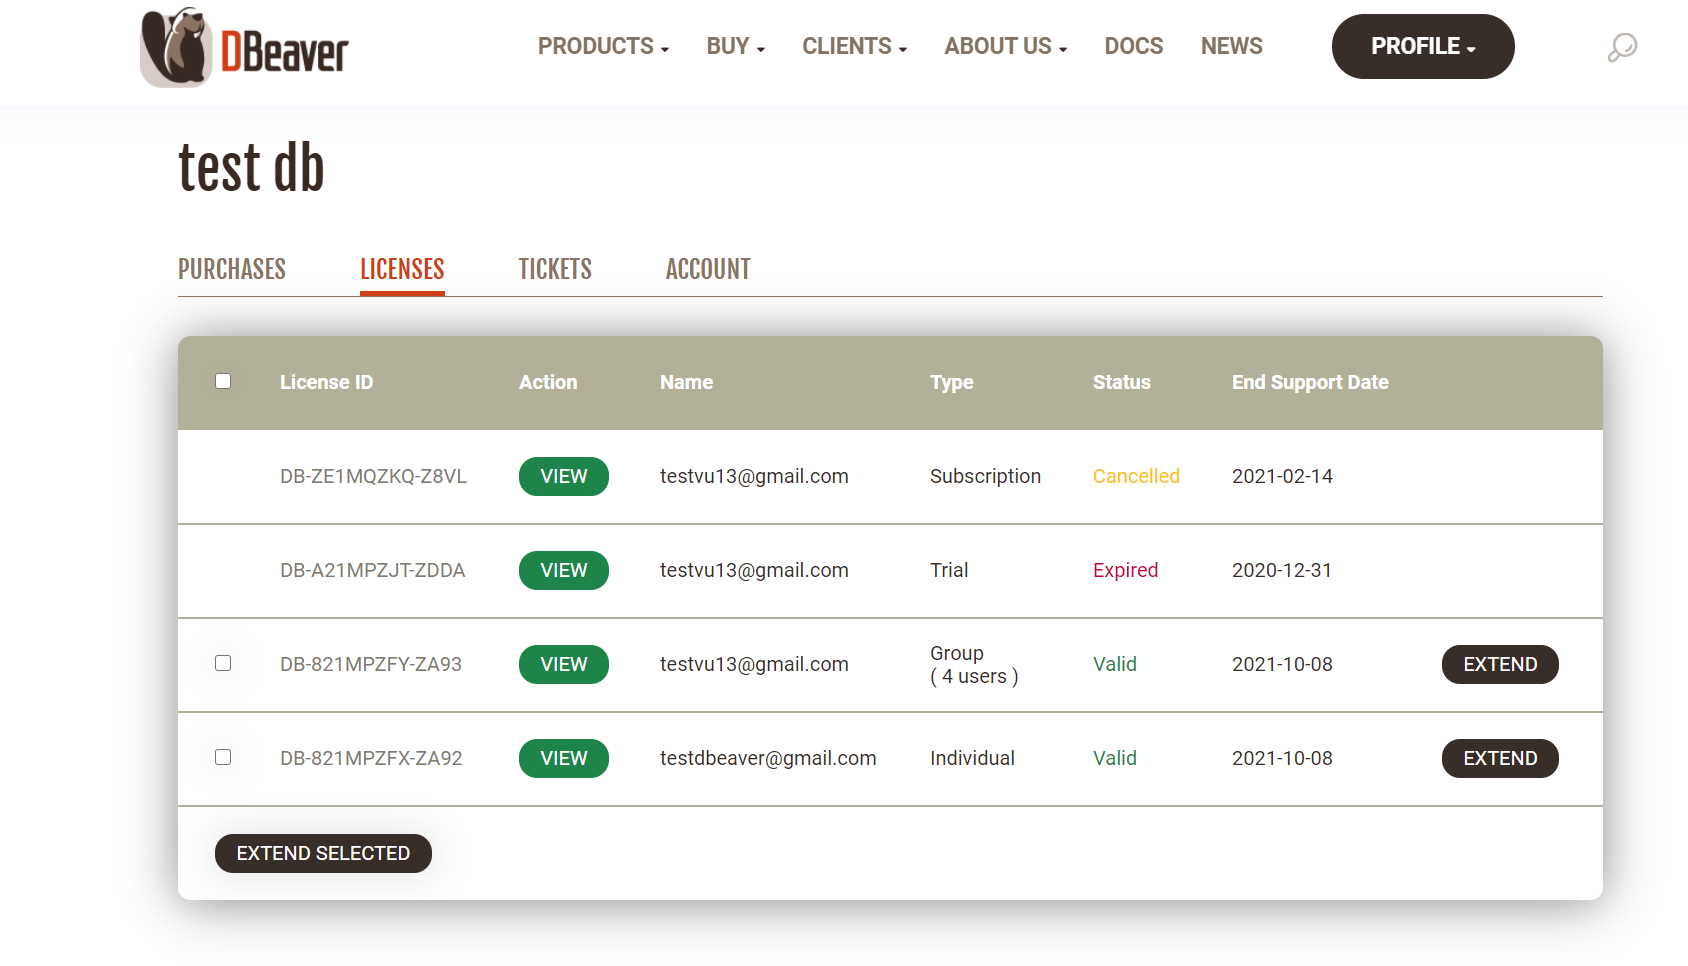 DBeaver
PRODUCTS BUY CLIENTS ABOUT US DOCS NEWS PROFILE
test db
PURCHASES LICENSES TICKETS ACCOUNT
License ID Action Name Type Status End Support Date
DB-ZE1MQZKQ-Z8VL VIEW testvu13@gmail.com Subscription Cancelled 2021-02-14
DB-A21MPZJT-ZDDA VIEW testvu13@gmail.com Trial Expired 2020-12-31
DB-821MPZFY-ZA93 VIEW testvu13@gmail.com Group
( 4 users ) Valid 2021-10-08 EXTEND
DB-821MPZFX-ZA92 VIEW testdbeaver@gmail.com Individual Valid 2021-10-08 EXTEND
EXTEND SELECTED